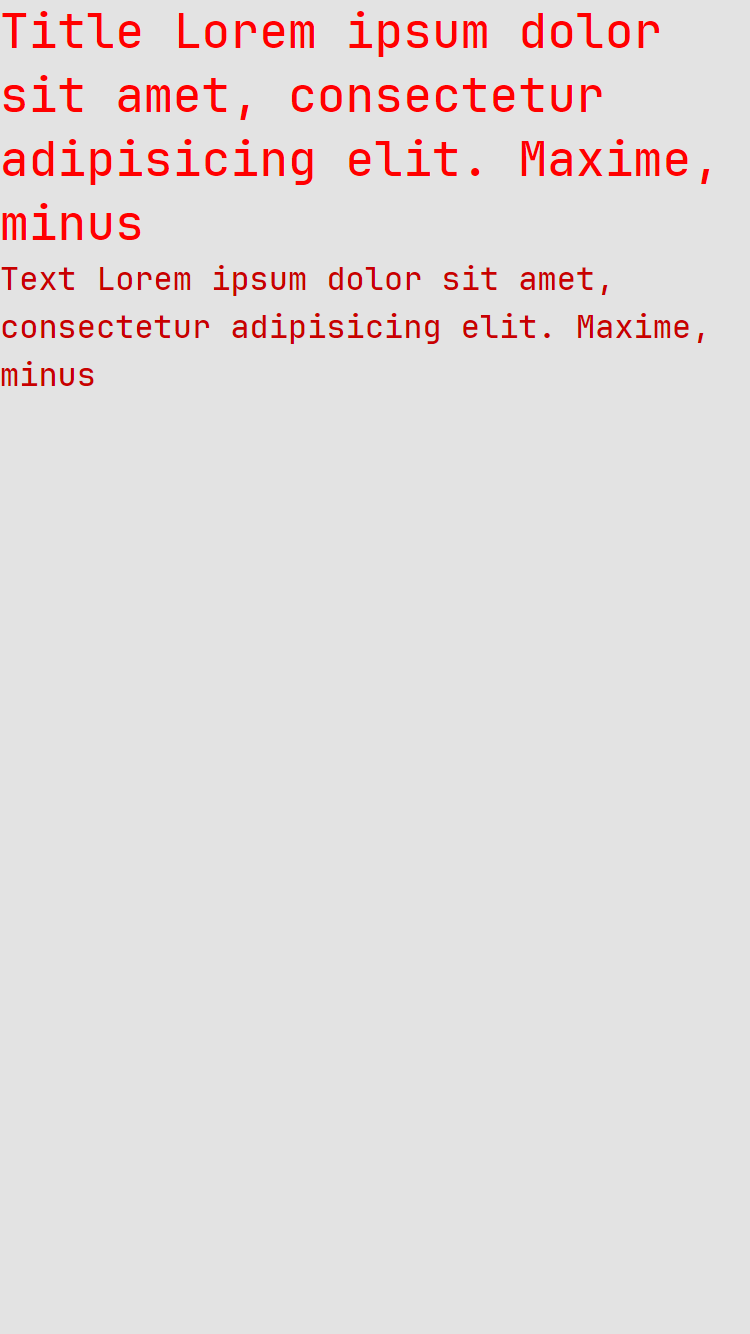 Title Lorem ipsum dolor
sit amet, consectetur
adipisicing elit. Maxime,
minus
Text Lorem ipsum dolor sit amet,
consectetur adipisicing elit. Maxime,
minus